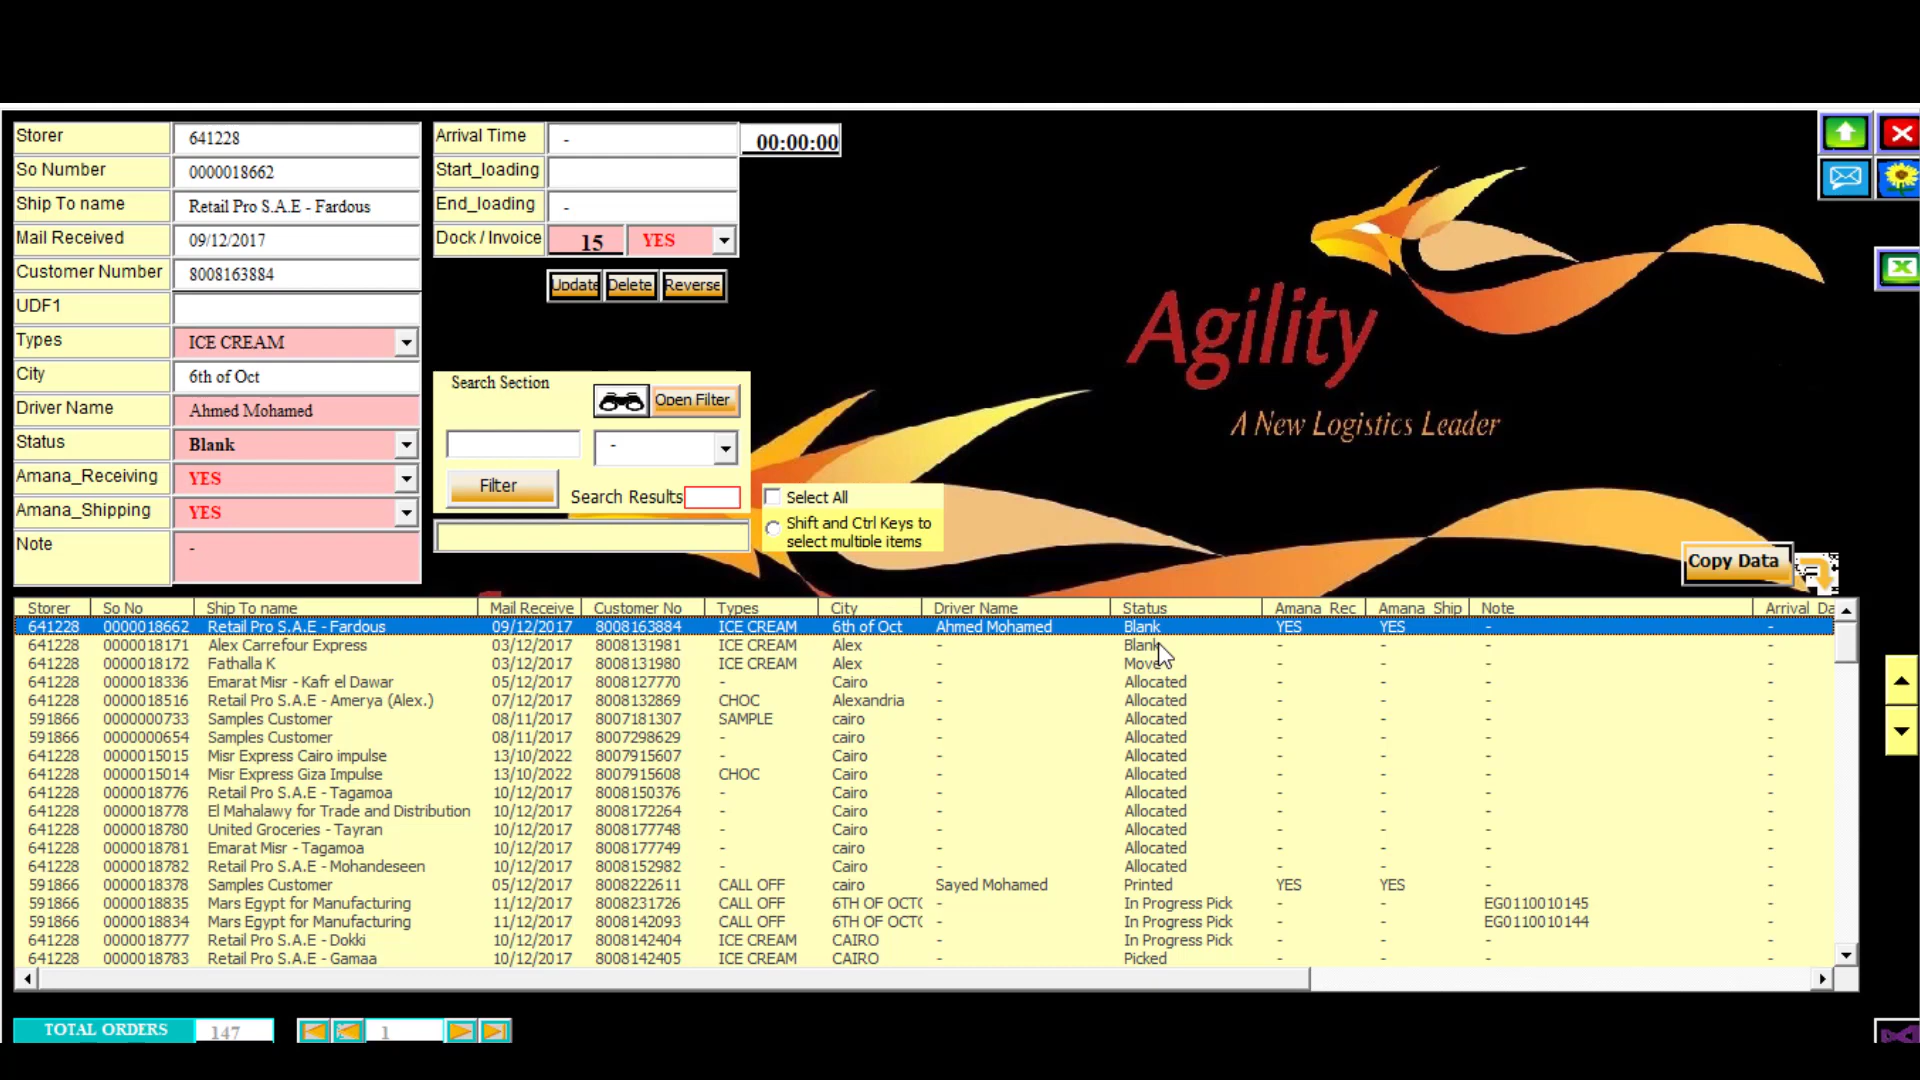 Storer 641228
So Number 0000018662
Ship To name Retail Pro S.A.E - Fardous
Mail Received 09/12/2017
Customer Number 8008163884
UDF1
Types ICE CREAM
City 6th of Oct
Driver Name Ahmed Mohamed
Status Blank
Amana_Receiving YES
Amana_Shipping YES
Note -
Arrival Time - 00:00:00
Start_loading
End_loading -
Dock / Invoice 15 YES
Update Delete Reverse
Search Section
Open Filter
-
Filter Search Results
Select All
Shift and Ctrl Keys to
select multiple items
Agility
A New Logistics Leader
Copy Data
Storer So No Ship To name Mail Receive Customer No Types City Driver Name Status Amana_Rec Amana_Ship Note Arrival_Da
641228 0000018662 Retail Pro S.A.E - Fardous 09/12/2017 8008163884 ICE CREAM 6th of Oct Ahmed Mohamed Blank YES YES - -
641228 0000018171 Alex Carrefour Express 03/12/2017 8008131981 ICE CREAM Alex - Blank - - - -
641228 0000018172 Fathalla K 03/12/2017 8008131980 ICE CREAM Alex - Move - - - -
641228 0000018336 Emarat Misr - Kafr el Dawar 05/12/2017 8008127770 - Cairo - Allocated - - - -
641228 0000018516 Retail Pro S.A.E - Amerya (Alex.) 07/12/2017 8008132869 CHOC Alexandria - Allocated - - - -
591866 0000000733 Samples Customer 08/11/2017 8007181307 SAMPLE cairo - Allocated - - - -
591866 0000000654 Samples Customer 08/11/2017 8007298629 - cairo - Allocated - - - -
641228 0000015015 Misr Express Cairo impulse 13/10/2022 8007915607 - Cairo - Allocated - - - -
641228 0000015014 Misr Express Giza Impulse 13/10/2022 8007915608 CHOC Cairo - Allocated - - - -
641228 0000018776 Retail Pro S.A.E - Tagamoa 10/12/2017 8008150376 - Cairo - Allocated - - - -
641228 0000018778 El Mahalawy for Trade and Distribution 10/12/2017 8008172264 - Cairo - Allocated - - - -
641228 0000018780 United Groceries - Tayran 10/12/2017 8008177748 - Cairo - Allocated - - - -
641228 0000018781 Emarat Misr - Tagamoa 10/12/2017 8008177749 - Cairo - Allocated - - - -
641228 0000018782 Retail Pro S.A.E - Mohandeseen 10/12/2017 8008152982 - Cairo - Allocated - - - -
591866 0000018378 Samples Customer 05/12/2017 8008222611 CALL OFF cairo Sayed Mohamed Printed YES YES - -
591866 0000018835 Mars Egypt for Manufacturing 11/12/2017 8008231726 CALL OFF 6TH OF OCTO - In Progress Pick - - EG0110010145 -
591866 0000018834 Mars Egypt for Manufacturing 11/12/2017 8008142093 CALL OFF 6TH OF OCTO - In Progress Pick - - EG0110010144 -
641228 0000018777 Retail Pro S.A.E - Dokki 10/12/2017 8008142404 ICE CREAM CAIRO - In Progress Pick - - - -
641228 0000018783 Retail Pro S.A.E - Gamaa 10/12/2017 8008142405 ICE CREAM CAIRO - Picked - - - -
TOTAL ORDERS 147 1